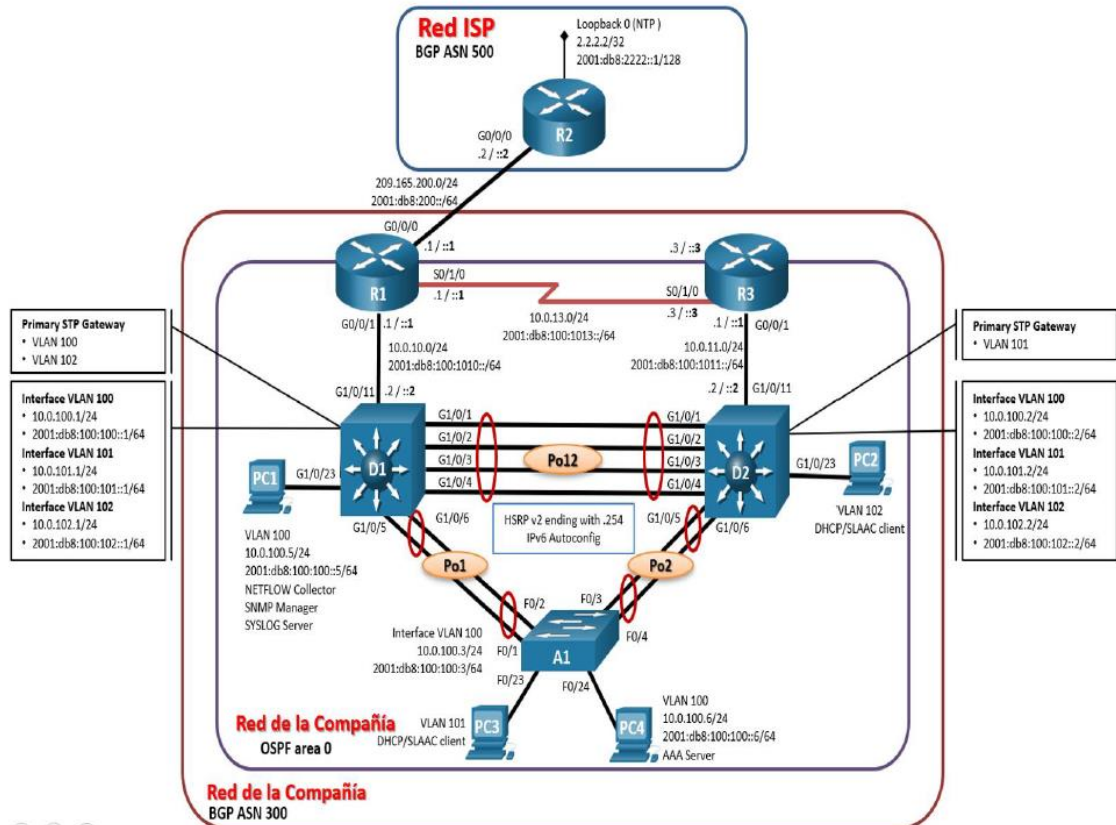 Red ISP
BGP ASN 500
Loopback 0 (NTP )
2.2.2.2/32
2001:db8:2222::1/128
R2
G0/0/0
.2 / ::2
209.165.200.0/24
2001:db8:200::/64
G0/0/0
.1 / ::1
R1
S0/1/0
.1 / ::1
10.0.13.0/24
2001:db8:100:1013::/64
.3 / ::3
S0/1/0
.3 / ::3
R3
G0/0/1
.1 / ::1
10.0.10.0/24
2001:db8:100:1010::/64
G1/0/11
.2 / ::2
.1 / ::1
G0/0/1
10.0.11.0/24
2001:db8:100:1011::/64
.2 / ::2
G1/0/11
Primary STP Gateway
• VLAN 100
• VLAN 102
Interface VLAN 100
• 10.0.100.1/24
• 2001:db8:100:100::1/64
Interface VLAN 101
• 10.0.101.1/24
• 2001:db8:100:101::1/64
Interface VLAN 102
• 10.0.102.1/24
• 2001:db8:100:102::1/64
Primary STP Gateway
• VLAN 101
Interface VLAN 100
• 10.0.100.2/24
• 2001:db8:100:100::2/64
Interface VLAN 101
• 10.0.101.2/24
• 2001:db8:100:101::2/64
Interface VLAN 102
• 10.0.102.2/24
• 2001:db8:100:102::2/64
D1
G1/0/1
G1/0/2
G1/0/3
G1/0/4
Po12
G1/0/1
G1/0/2
G1/0/3
G1/0/4
D2
PC1
G1/0/23
VLAN 100
10.0.100.5/24
2001:db8:100:100::5/64
NETFLOW Collector
SNMP Manager
SYSLOG Server
G1/0/23
PC2
VLAN 102
DHCP/SLAAC client
G1/0/5
G1/0/6
Po1
HSRP v2 ending with .254
IPv6 Autoconfig
G1/0/5
G1/0/6
Po2
F0/2
F0/1
F0/3
F0/4
Interface VLAN 100
10.0.100.3/24
2001:db8:100:100:3/64
A1
F0/23
F0/24
VLAN 101
DHCP/SLAAC client
PC3
PC4
VLAN 100
10.0.100.6/24
2001:db8:100:100::6/64
AAA Server
Red de la Compañía
OSPF area 0
Red de la Compañía
BGP ASN 300